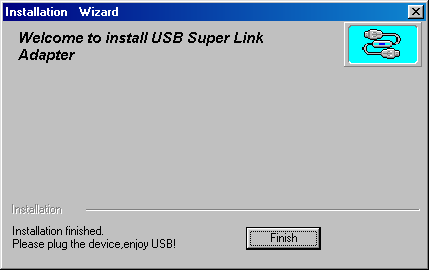 Installation Wizard
Welcome to install USB Super Link
Adapter
Installation
Installation finished.
Please plug the device,enjoy USB!
Finish